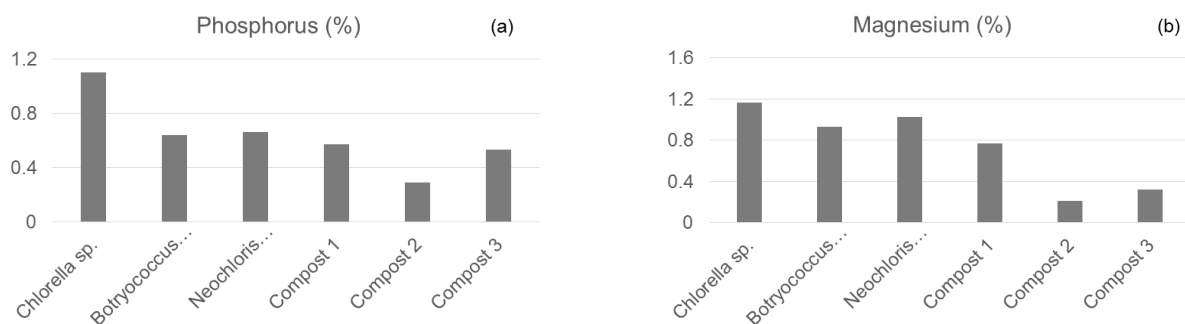 Phosphorus (%)
(a)
1.2
0.8
0.4
0
Chlorella sp.
Botryococcus…
Neochloris…
Compost 1
Compost 2
Compost 3
Magnesium (%)
(b)
1.6
1.2
0.8
0.4
0
Chlorella sp.
Botryococcus…
Neochloris…
Compost 1
Compost 2
Compost 3